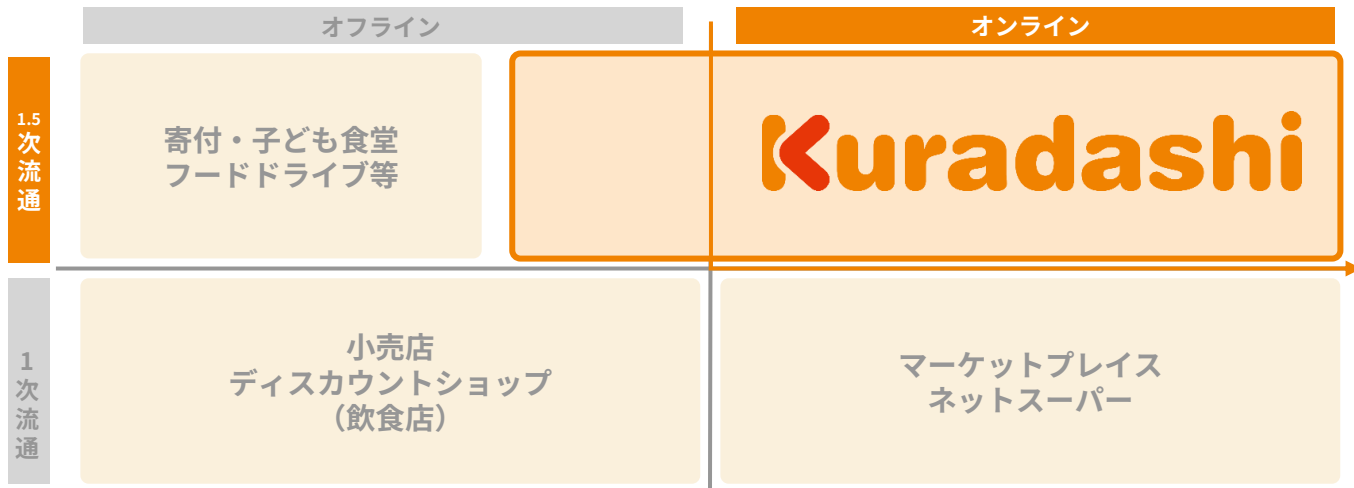 オフライン
オンライン
1.5次流通
寄付・子ども食堂
フードドライブ等
Kuradashi
1次流通
小売店
ディスカウントショップ
（飲食店）
マーケットプレイス
ネットスーパー